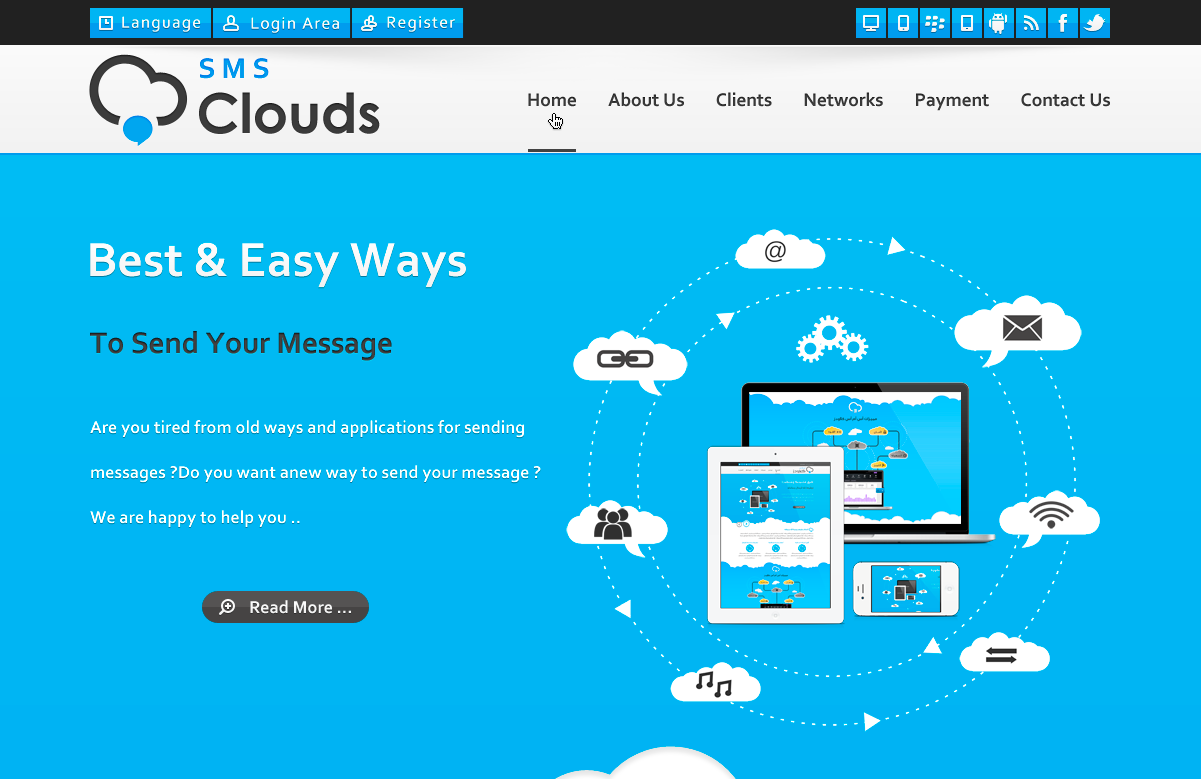 Language Login Area Register
SMS
Clouds
Home About Us Clients Networks Payment Contact Us
Best & Easy Ways
To Send Your Message
Are you tired from old ways and applications for sending
messages ?Do you want anew way to send your message ?
We are happy to help you ..
Read More ...
@